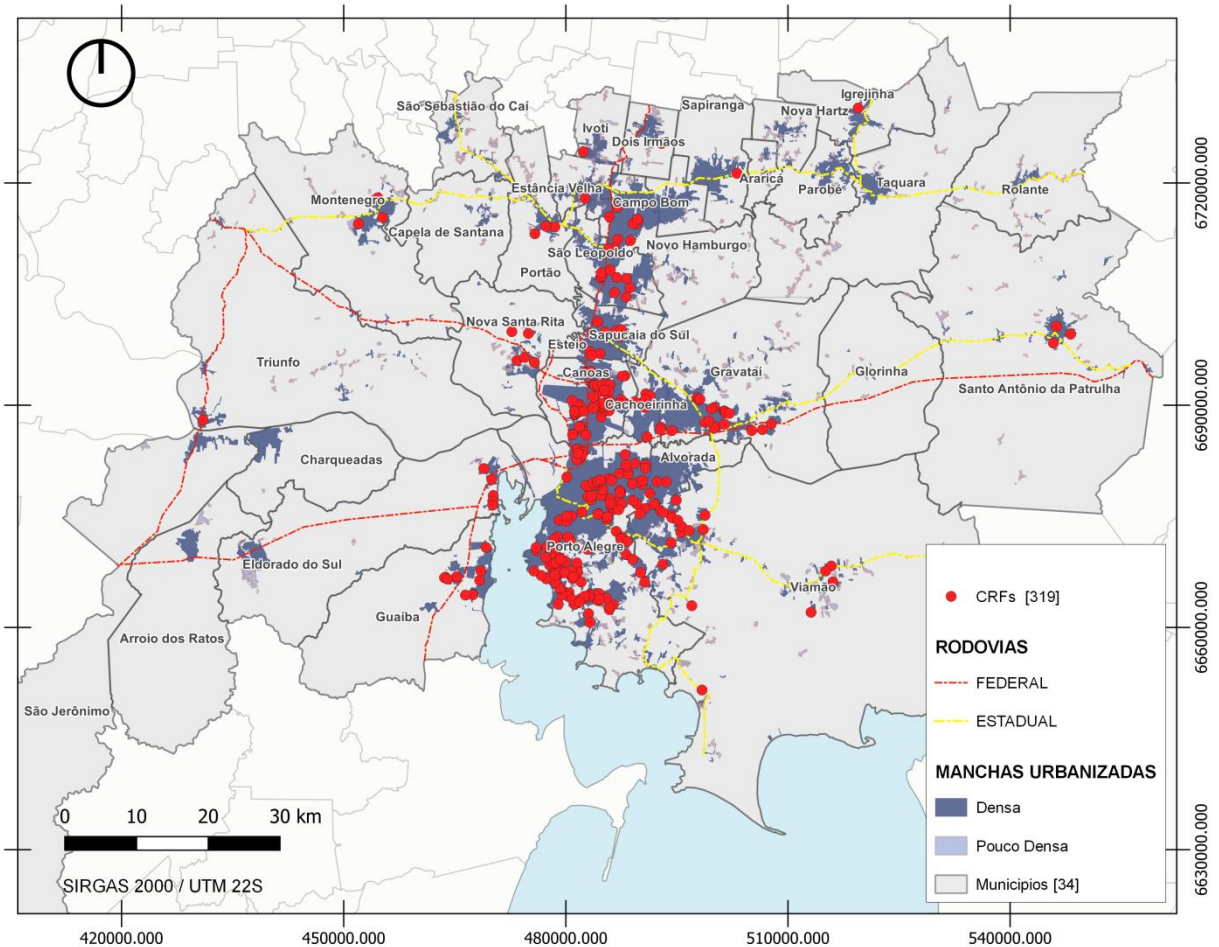 São Sebastião do Caí
Sapiranga
Igrejinha
Nova Hartz
Ivoti
Dois Irmãos
Estância Velha
Araricá
Parobé
Taquara
Rolante
Montenegro
Campo Bom
Capela de Santana
São Leopoldo
Novo Hamburgo
Portão
Nova Santa Rita
Sapucaia do Sul
Esteio
Triunfo
Canoas
Gravataí
Glorinha
Santo Antônio da Patrulha
Cachoeirinha
Charqueadas
Alvorada
Porto Alegre
Eldorado do Sul
Viamão
Guaíba
Arroio dos Ratos
São Jerônimo
CRFs [319]
RODOVIAS
FEDERAL
ESTADUAL
MANCHAS URBANIZADAS
Densa
Pouco Densa
Municipios [34]
0 10 20 30 km
SIRGAS 2000 / UTM 22S
6720000.000
6690000.000
6660000.000
6630000.000
420000.000 450000.000 480000.000 510000.000 540000.000